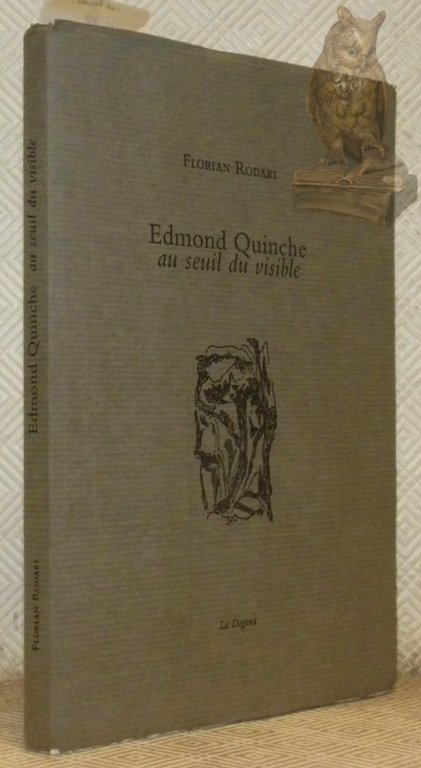 FLORIAN RODARI
Edmond Quinche
au seuil du visible
La Dogana
FLORIAN RODARI Edmond Quinche au seuil du visible